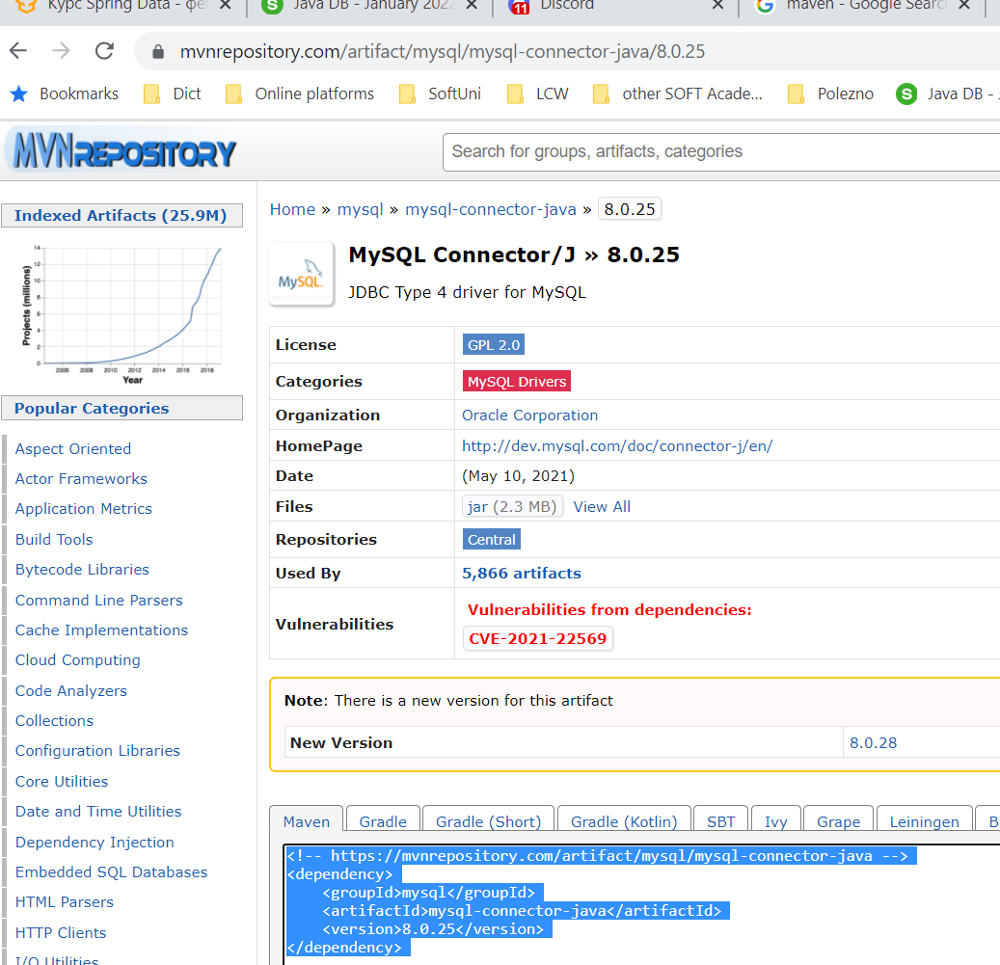 Курс Spring Data - фе
S Java DB - January 2022
11 Discord
maven - Google Searc
mvnrepository.com/artifact/mysql/mysql-connector-java/8.0.25
Bookmarks Dict Online platforms SoftUni LCW other SOFT Acade... Polezno S Java DB -
MVNREPOSITORY
Search for groups, artifacts, categories
Indexed Artifacts (25.9M)
Projects (millions)
14
12
10
8
6
4
2
0
2006 2008 2010 2012 2014 2016 2018
Year
Popular Categories
Aspect Oriented
Actor Frameworks
Application Metrics
Build Tools
Bytecode Libraries
Command Line Parsers
Cache Implementations
Cloud Computing
Code Analyzers
Collections
Configuration Libraries
Core Utilities
Date and Time Utilities
Dependency Injection
Embedded SQL Databases
HTML Parsers
HTTP Clients
I/O Utilities
Home » mysql » mysql-connector-java » 8.0.25
MySQL
MySQL Connector/J » 8.0.25
JDBC Type 4 driver for MySQL
License GPL 2.0
Categories MySQL Drivers
Organization Oracle Corporation
HomePage http://dev.mysql.com/doc/connector-j/en/
Date (May 10, 2021)
Files jar (2.3 MB) View All
Repositories Central
Used By 5,866 artifacts
Vulnerabilities Vulnerabilities from dependencies:
CVE-2021-22569
Note: There is a new version for this artifact
New Version 8.0.28
Maven Gradle Gradle (Short) Gradle (Kotlin) SBT Ivy Grape Leiningen B
<!-- https://mvnrepository.com/artifact/mysql/mysql-connector-java -->
<dependency>
    <groupId>mysql</groupId>
    <artifactId>mysql-connector-java</artifactId>
    <version>8.0.25</version>
</dependency>